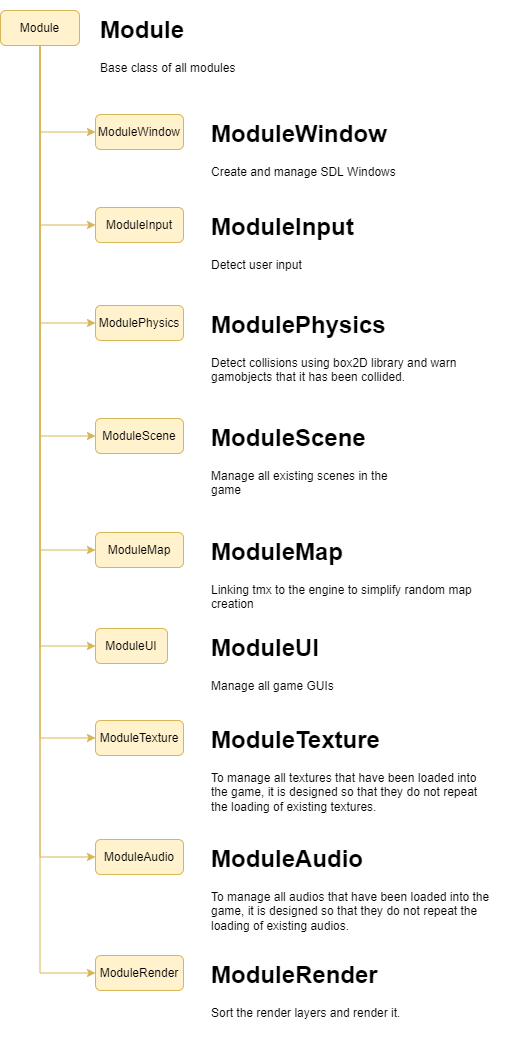 Module
Module
Base class of all modules
ModuleWindow
ModuleWindow
Create and manage SDL Windows
ModuleInput
ModuleInput
Detect user input
ModulePhysics
ModulePhysics
Detect collisions using box2D library and warn
gamobjects that it has been collided.
ModuleScene
ModuleScene
Manage all existing scenes in the
game
ModuleMap
ModuleMap
Linking tmx to the engine to simplify random map
creation
ModuleUI
ModuleUI
Manage all game GUIs
ModuleTexture
ModuleTexture
To manage all textures that have been loaded into
the game, it is designed so that they do not repeat
the loading of existing textures.
ModuleAudio
ModuleAudio
To manage all audios that have been loaded into the
game, it is designed so that they do not repeat the
loading of existing audios.
ModuleRender
ModuleRender
Sort the render layers and render it.